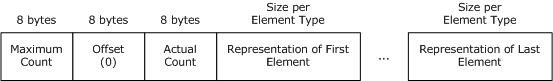 8 bytes 8 bytes 8 bytes Size per Element Type Size per Element Type
Maximum Count Offset (0) Actual Count Representation of First Element ... Representation of Last Element